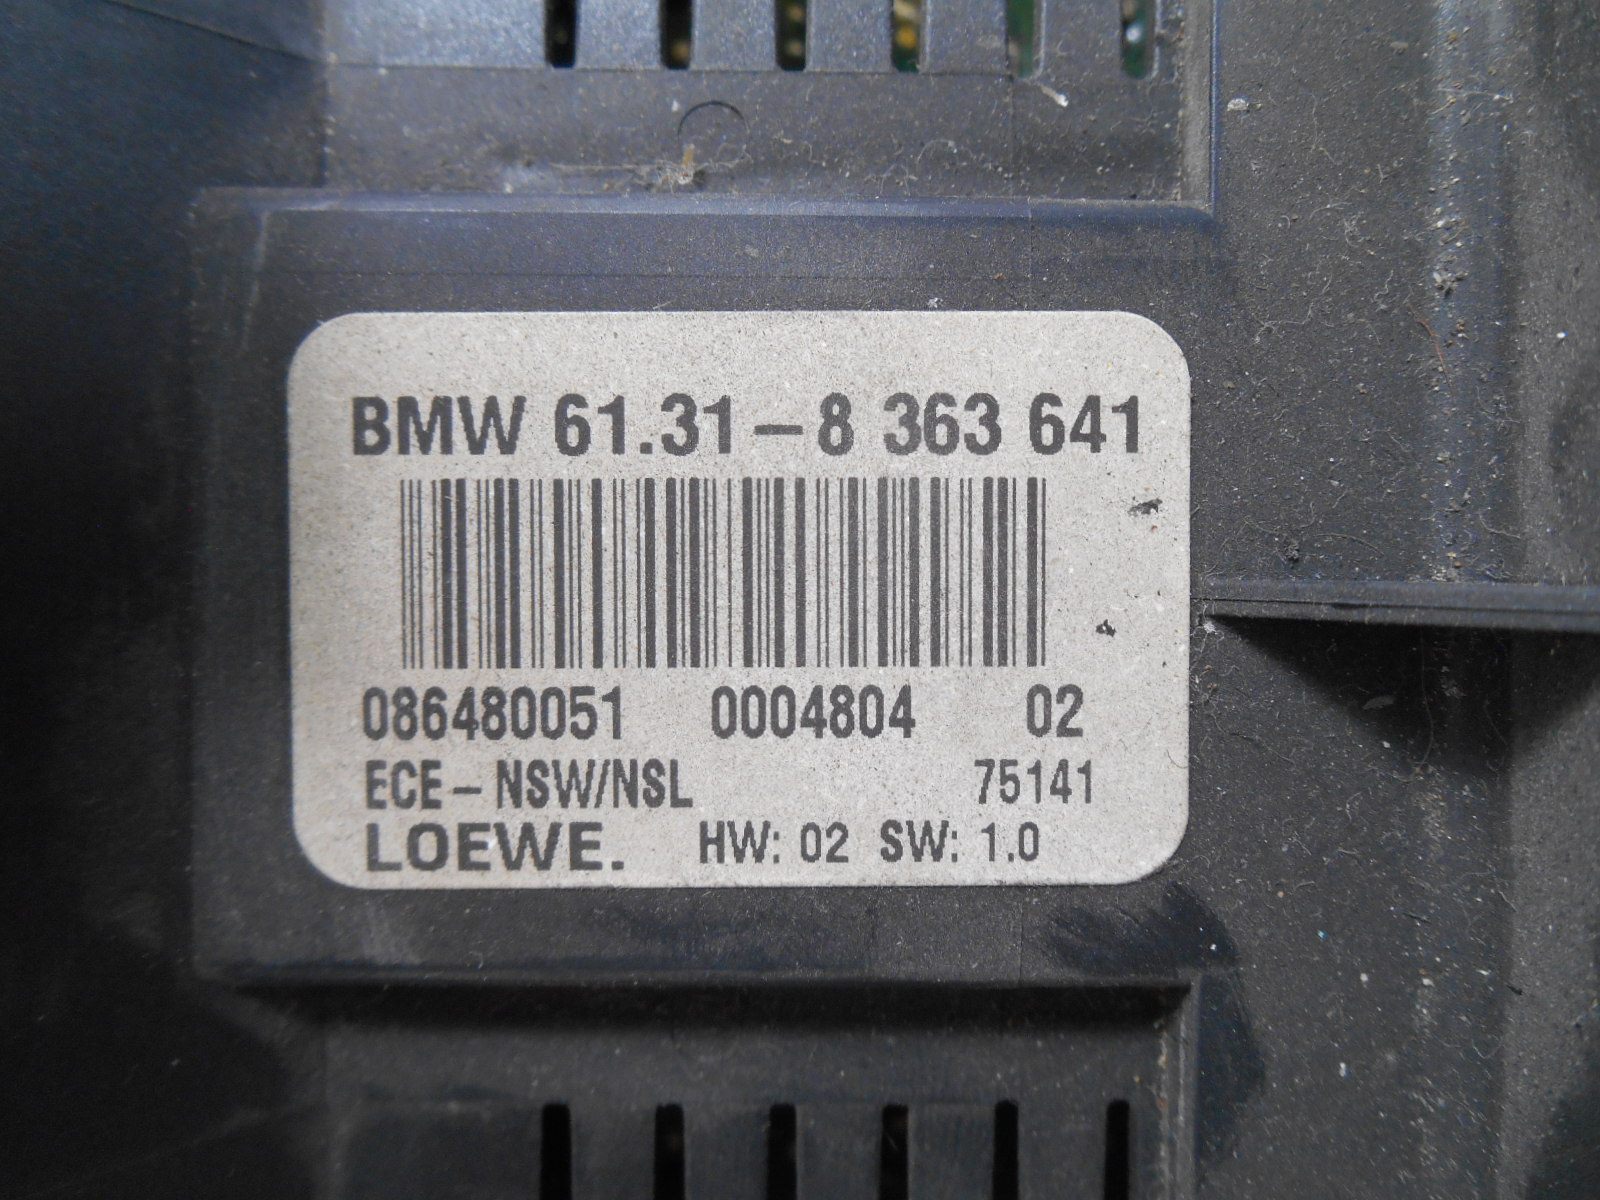 BMW 61.31-8 363 641
086480051 0004804 02
ECE-NSW/NSL 75141
LOEWE. HW: 02 SW: 1.0